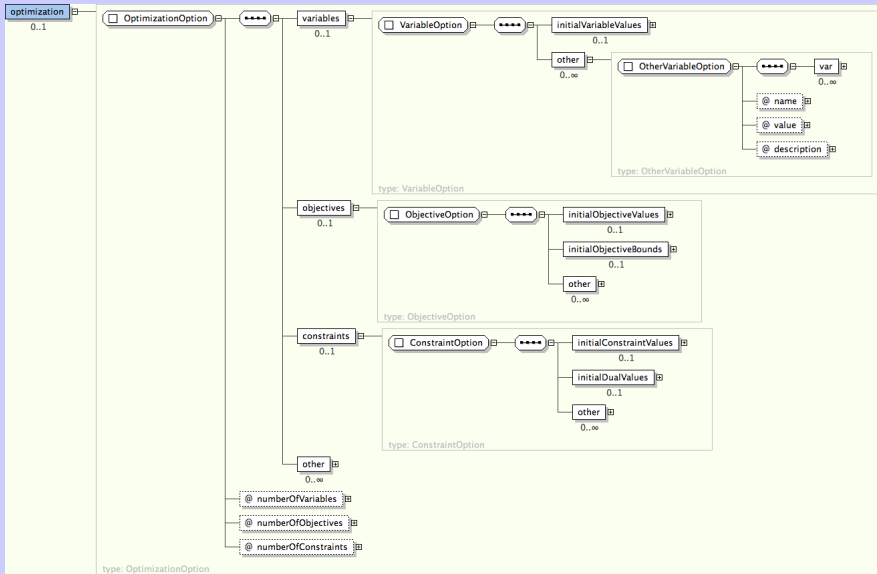 optimization
0..1
OptimizationOption
variables
0..1
VariableOption
initialVariableValues
0..1
other
0..∞
OtherVariableOption
var
0..∞
@ name
@ value
@ description
type: OtherVariableOption
type: VariableOption
objectives
0..1
ObjectiveOption
initialObjectiveValues
0..1
initialObjectiveBounds
0..1
other
0..∞
type: ObjectiveOption
constraints
0..1
ConstraintOption
initialConstraintValues
0..1
initialDualValues
0..1
other
0..∞
type: ConstraintOption
other
0..∞
@ numberOfVariables
@ numberOfObjectives
@ numberOfConstraints
type: OptimizationOption